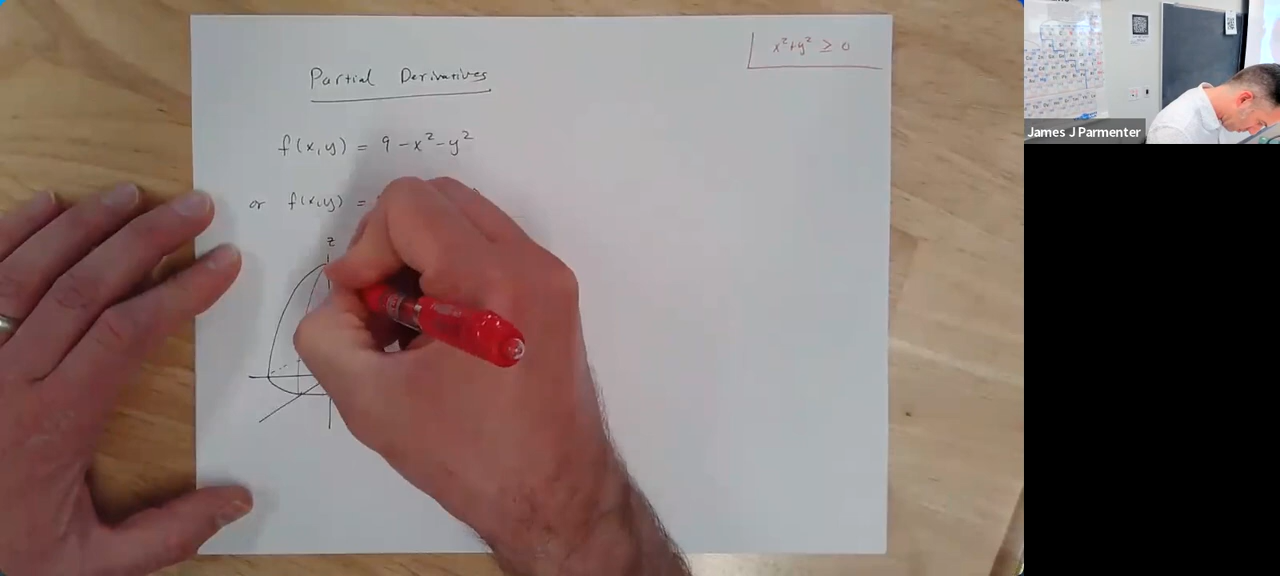 Partial Derivatives
x²+y² ≥ 0
f(x,y) = 9 - x² - y²
or f(x,y) =
z
James J Parmenter